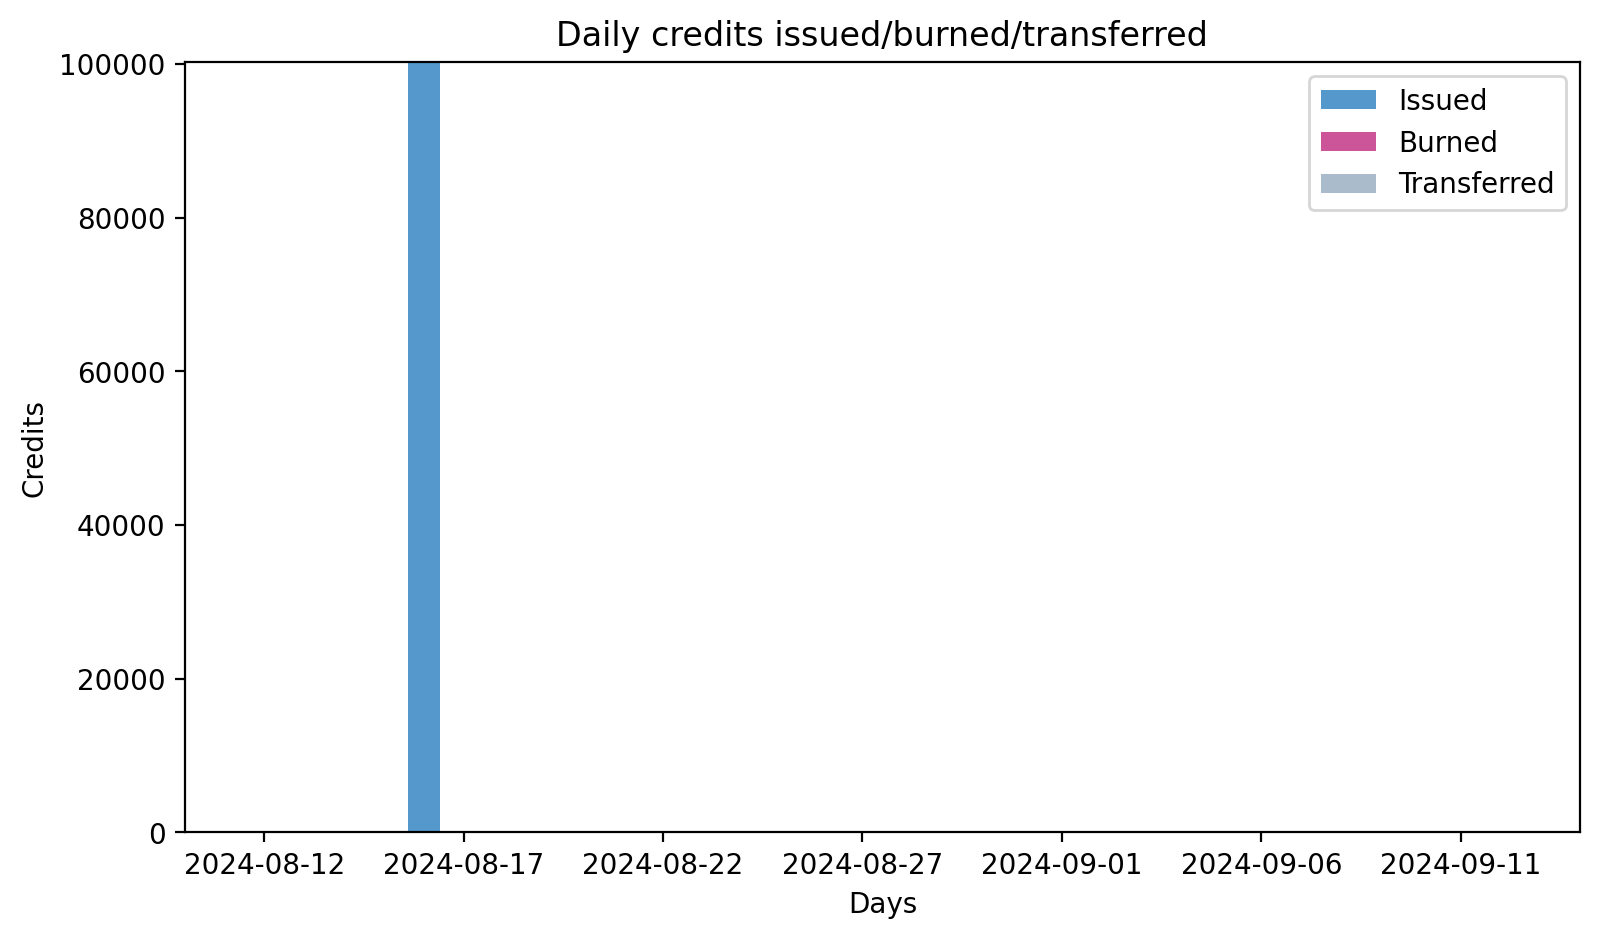 Daily credits issued/burned/transferred
100000
80000
60000
40000
20000
0
Credits
Issued
Burned
Transferred
2024-08-12
2024-08-17
2024-08-22
2024-08-27
2024-09-01
2024-09-06
2024-09-11
Days